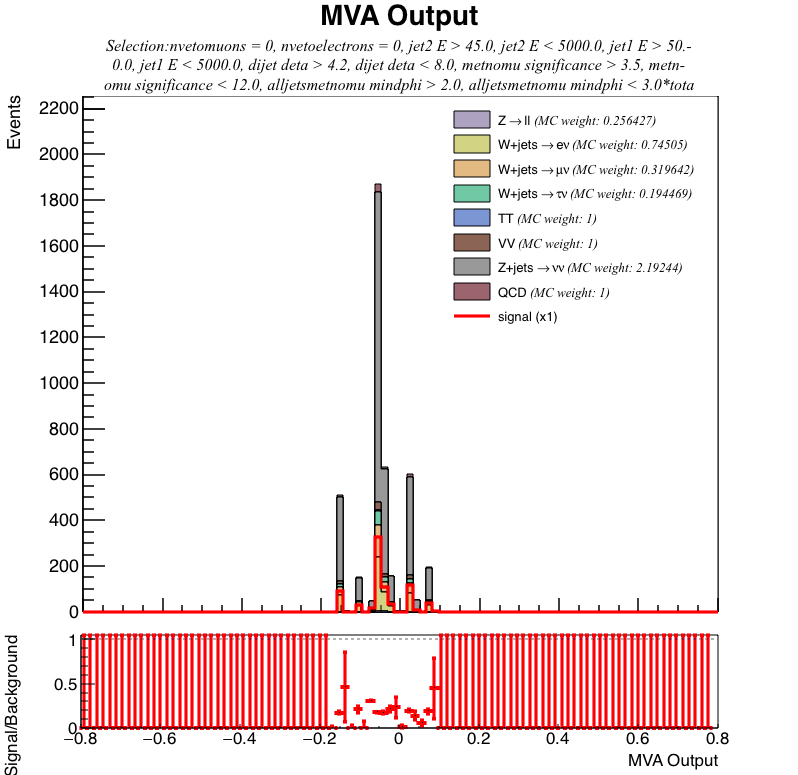 MVA Output
Selection:nvetomuons = 0, nvetoelectrons = 0, jet2 E > 45.0, jet2 E < 5000.0, jet1 E > 50.-
0.0, jet1 E < 5000.0, dijet deta > 4.2, dijet deta < 8.0, metnomu significance > 3.5, metn-
omu significance < 12.0, alljetsmetnomu mindphi > 2.0, alljetsmetnomu mindphi < 3.0*tota
Events
2200
2000
1800
1600
1400
1200
1000
800
600
400
200
0
Z→ll (MC weight: 0.256427)
W+jets→eν (MC weight: 0.74505)
W+jets→μν (MC weight: 0.319642)
W+jets→τν (MC weight: 0.194469)
TT (MC weight: 1)
VV (MC weight: 1)
Z+jets→νν (MC weight: 2.19244)
QCD (MC weight: 1)
signal (x1)
Signal/Background
1
0.5
0
−0.8 −0.6 −0.4 −0.2 0 0.2 0.4 0.6 0.8
MVA Output